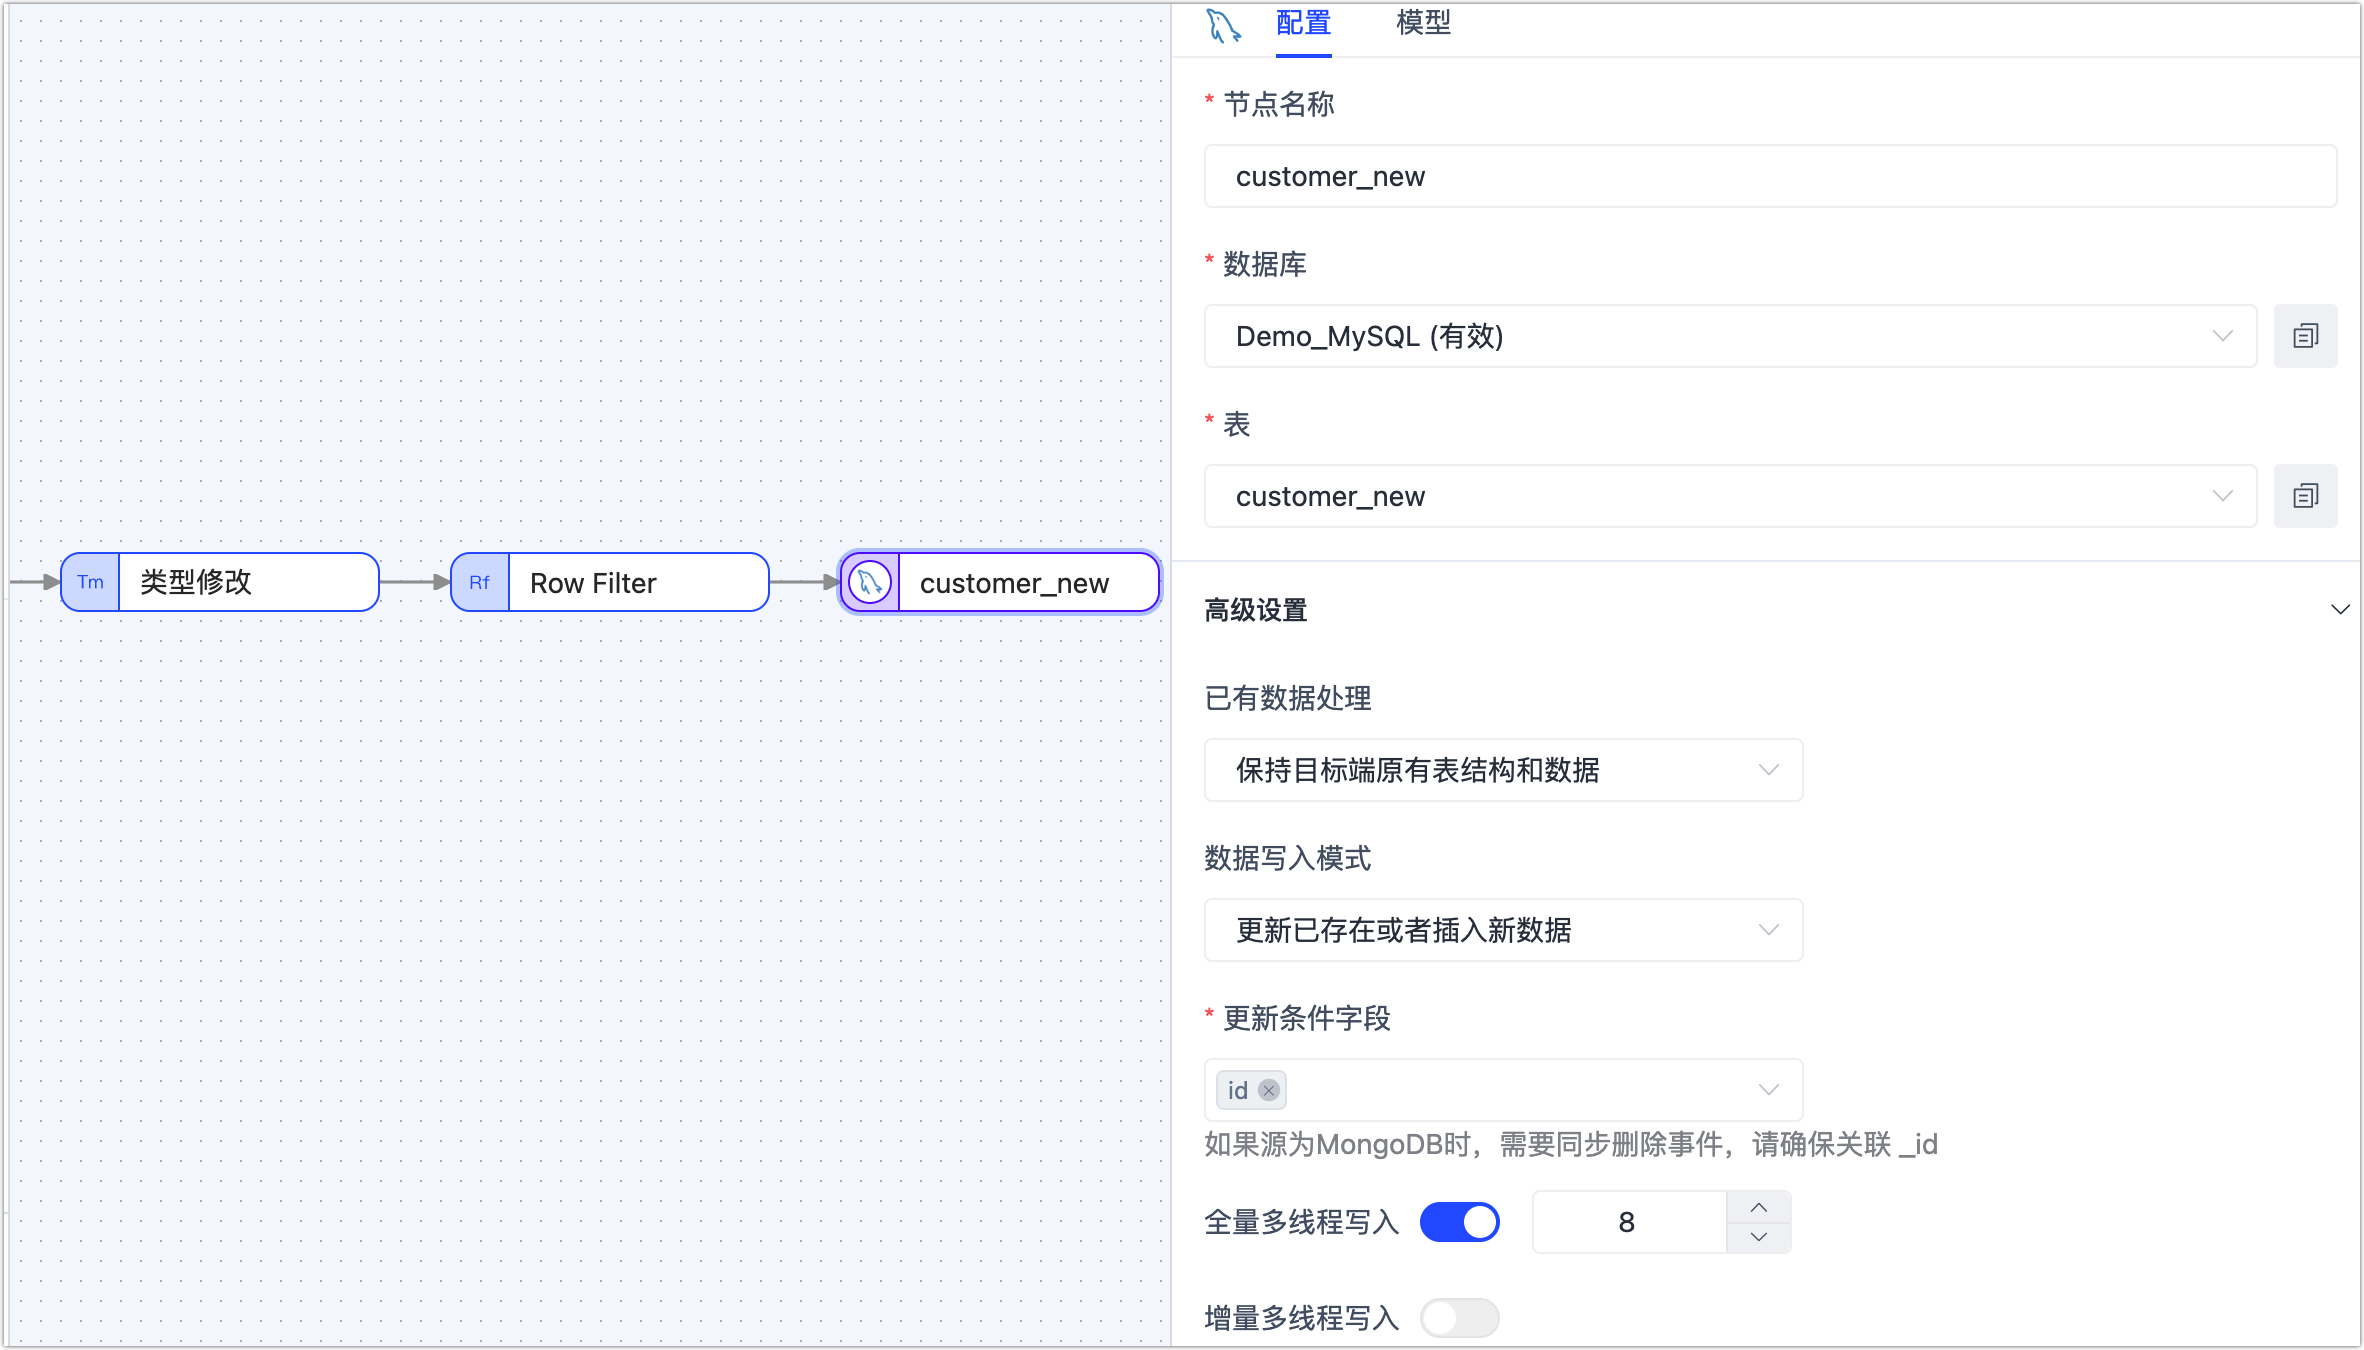 配置 模型
* 节点名称
customer_new
* 数据库
Demo_MySQL (有效)
* 表
customer_new
Tm 类型修改
Rf Row Filter
customer_new
高级设置
已有数据处理
保持目标端原有表结构和数据
数据写入模式
更新已存在或者插入新数据
* 更新条件字段
id
如果源为MongoDB时，需要同步删除事件，请确保关联 _id
全量多线程写入 8
增量多线程写入